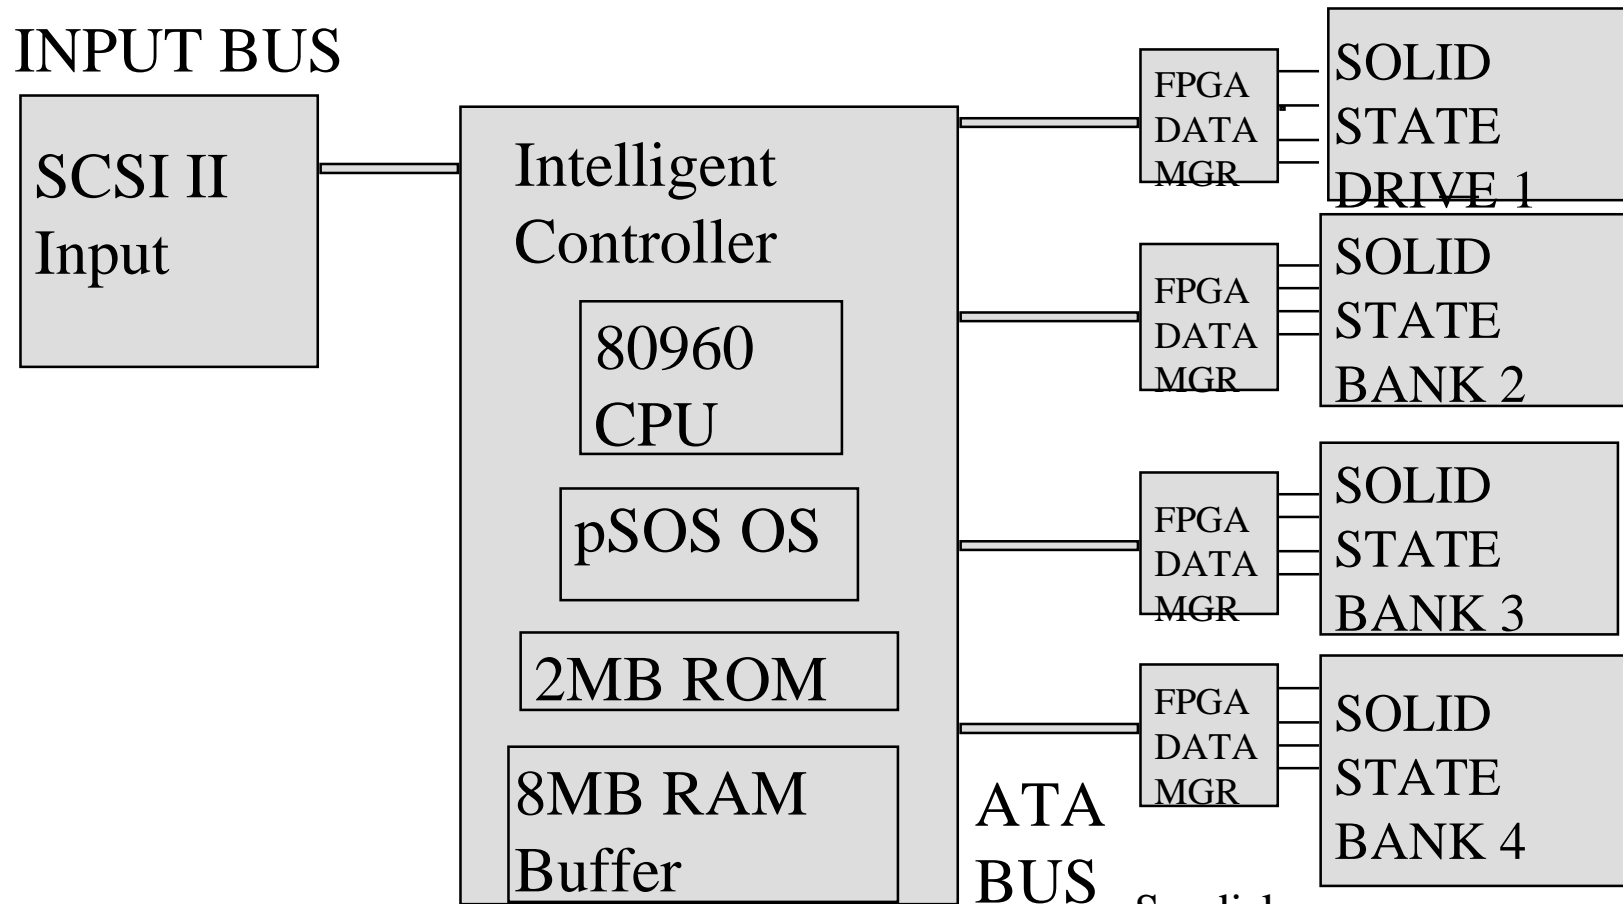 INPUT BUS
SCSI II
Input
Intelligent
Controller
80960
CPU
pSOS OS
2MB ROM
8MB RAM
Buffer
FPGA
DATA
MGR
SOLID
STATE
DRIVE 1
FPGA
DATA
MGR
SOLID
STATE
BANK 2
FPGA
DATA
MGR
SOLID
STATE
BANK 3
FPGA
DATA
MGR
SOLID
STATE
BANK 4
ATA
BUS